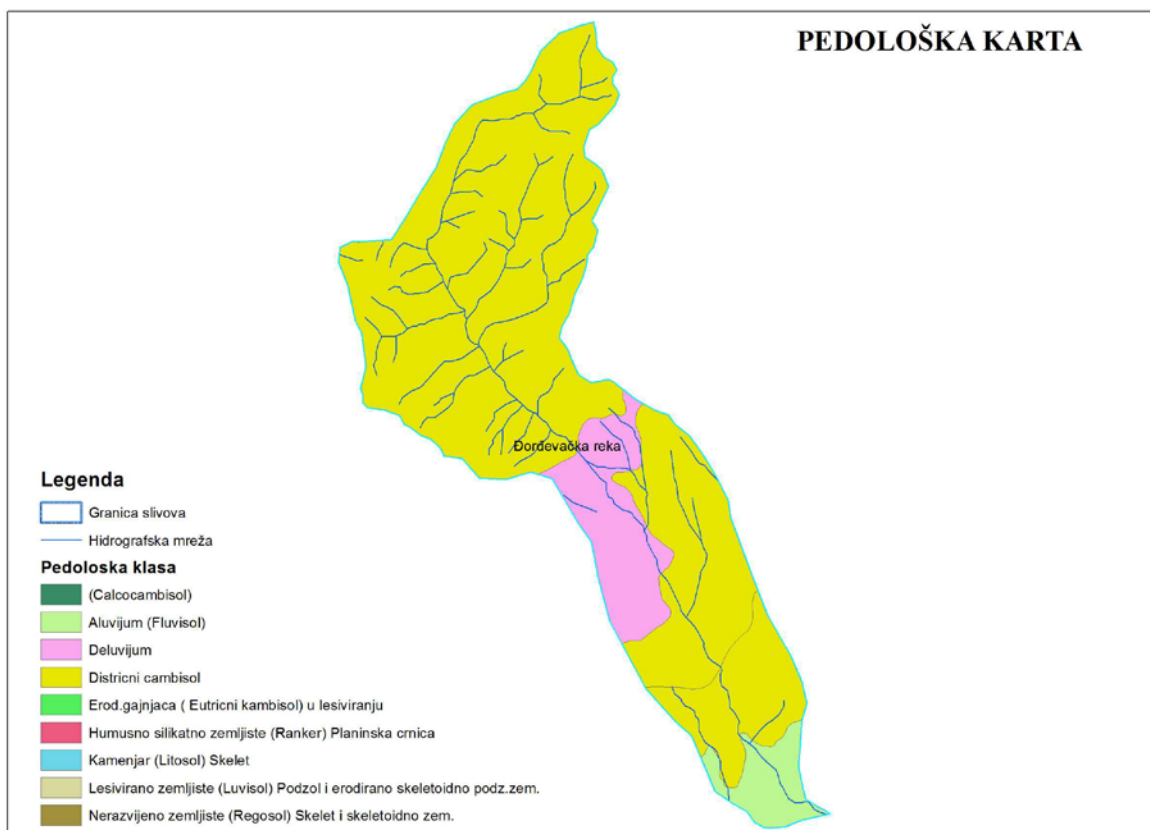 PEDOLOŠKA KARTA
Đorđevačka reka
Legenda
Granica slivova
Hidrografska mreža
Pedoloska klasa
(Calcocambisol)
Aluvijum (Fluvisol)
Deluvijum
Districni cambisol
Erod.gajnjaca ( Eutricni kambisol) u lesiviranju
Humusno silikatno zemljiste (Ranker) Planinska crnica
Kamenjar (Litosol) Skelet
Lesivirano zemljiste (Luvisol) Podzol i erodirano skeletoidno podz.zem.
Nerazvijeno zemljiste (Regosol) Skelet i skeletoidno zem.